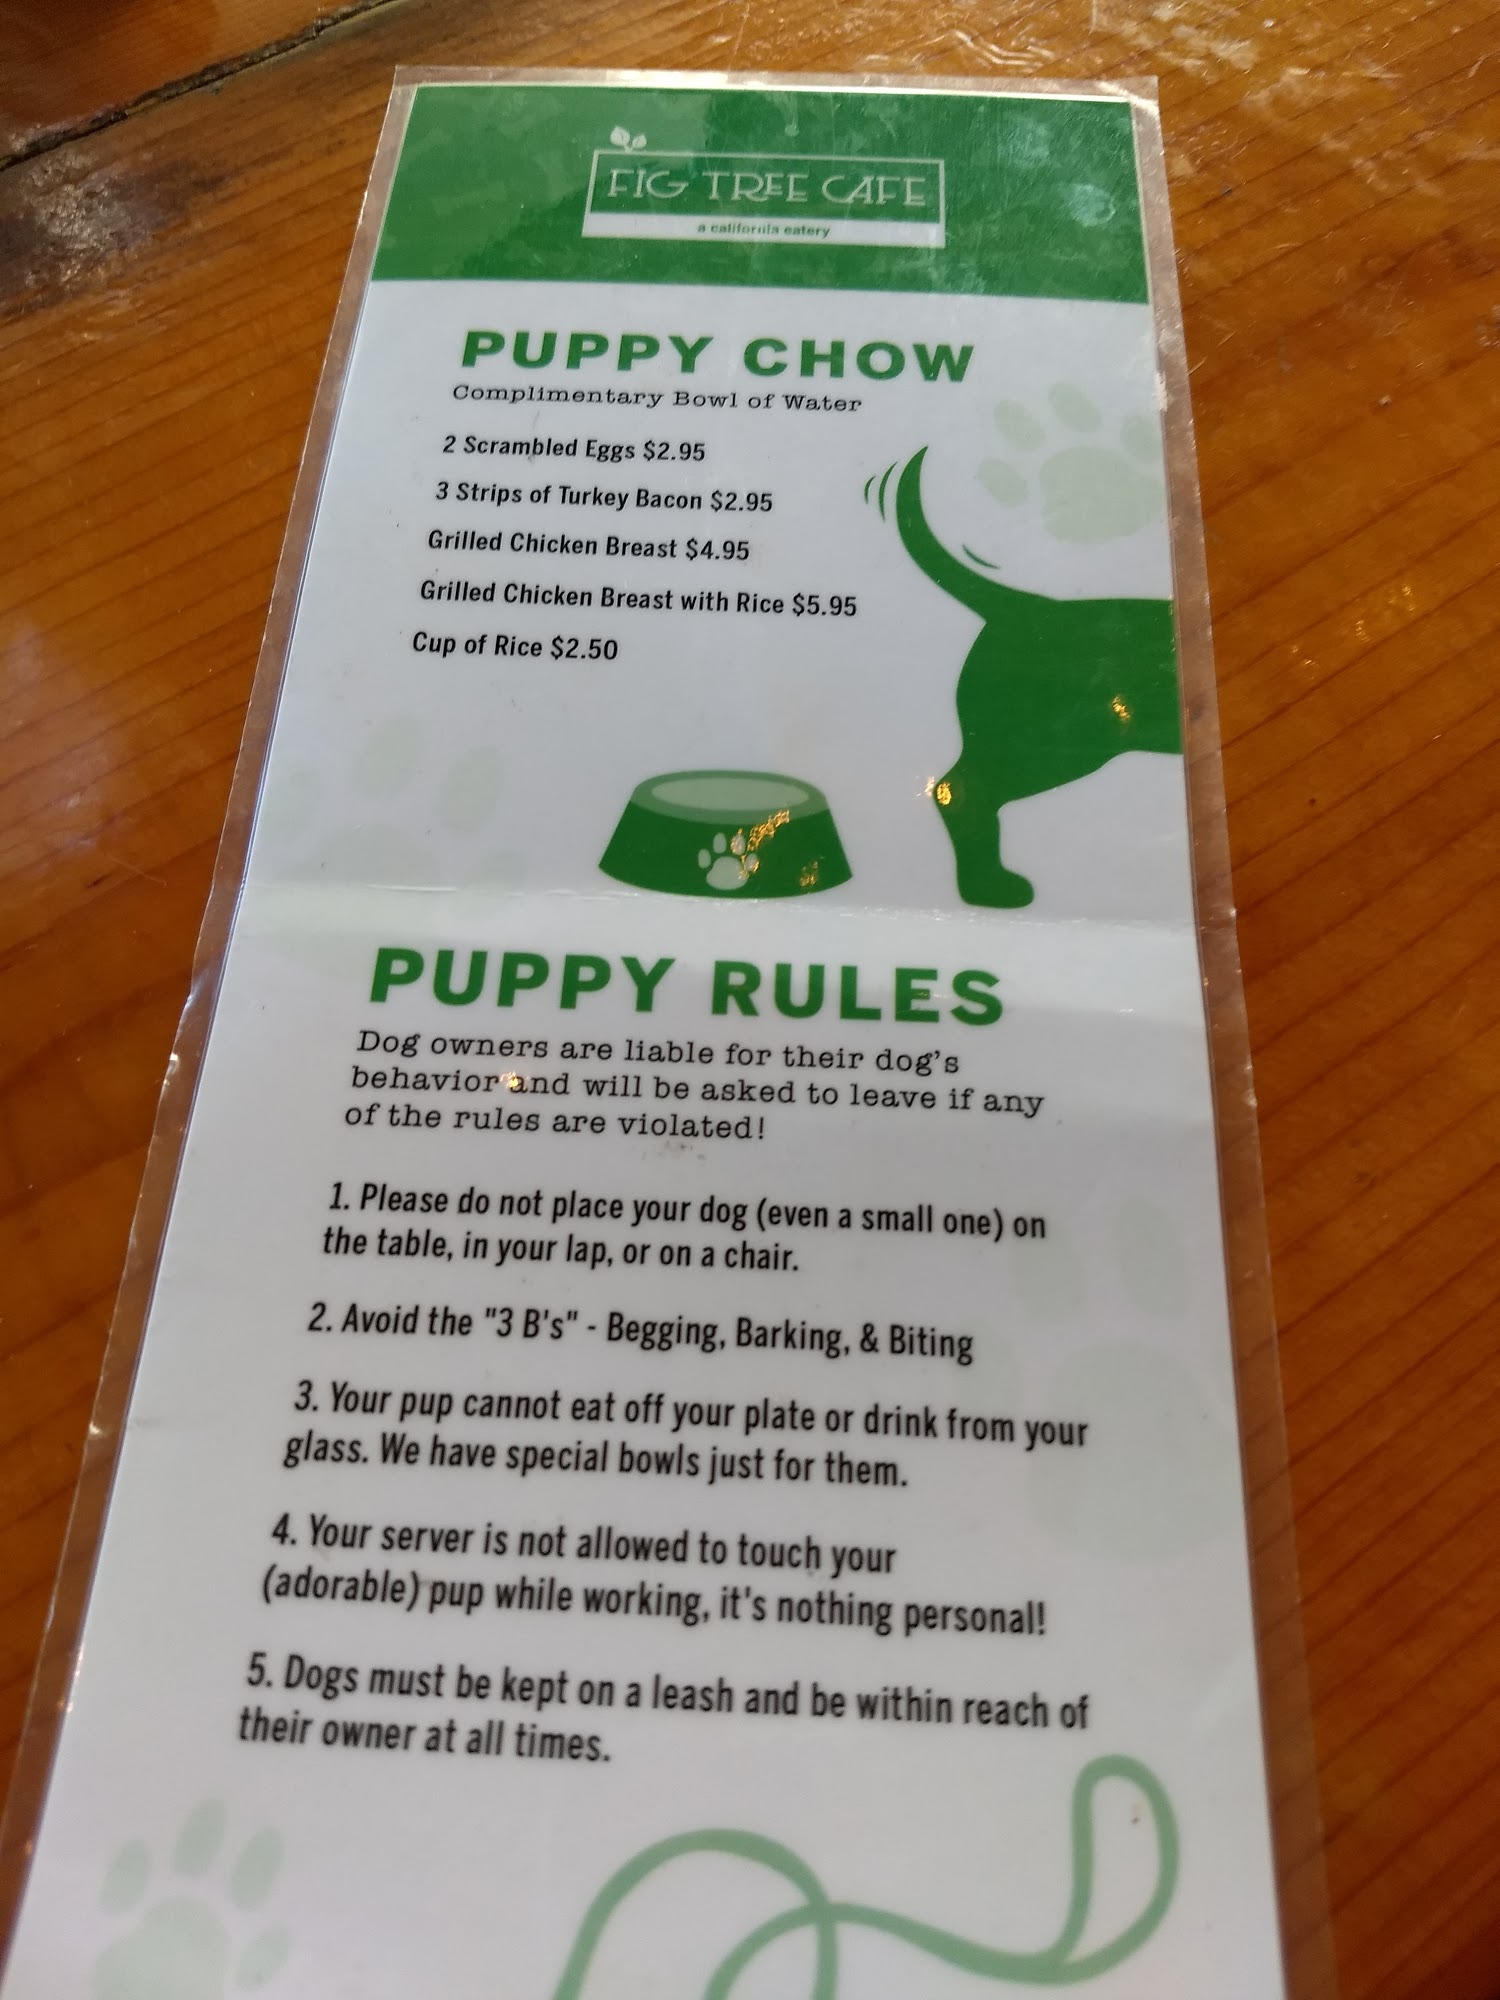 FIG TREE CAFE
a california eatery
PUPPY CHOW
Complimentary Bowl of Water
2 Scrambled Eggs $2.95
3 Strips of Turkey Bacon $2.95
Grilled Chicken Breast $4.95
Grilled Chicken Breast with Rice $5.95
Cup of Rice $2.50
PUPPY RULES
Dog owners are liable for their dog's
behavior and will be asked to leave if any
of the rules are violated!
1. Please do not place your dog (even a small one) on
the table, in your lap, or on a chair.
2. Avoid the "3 B's" - Begging, Barking, & Biting
3. Your pup cannot eat off your plate or drink from your
glass. We have special bowls just for them.
4. Your server is not allowed to touch your
(adorable) pup while working, it's nothing personal!
5. Dogs must be kept on a leash and be within reach of
their owner at all times.